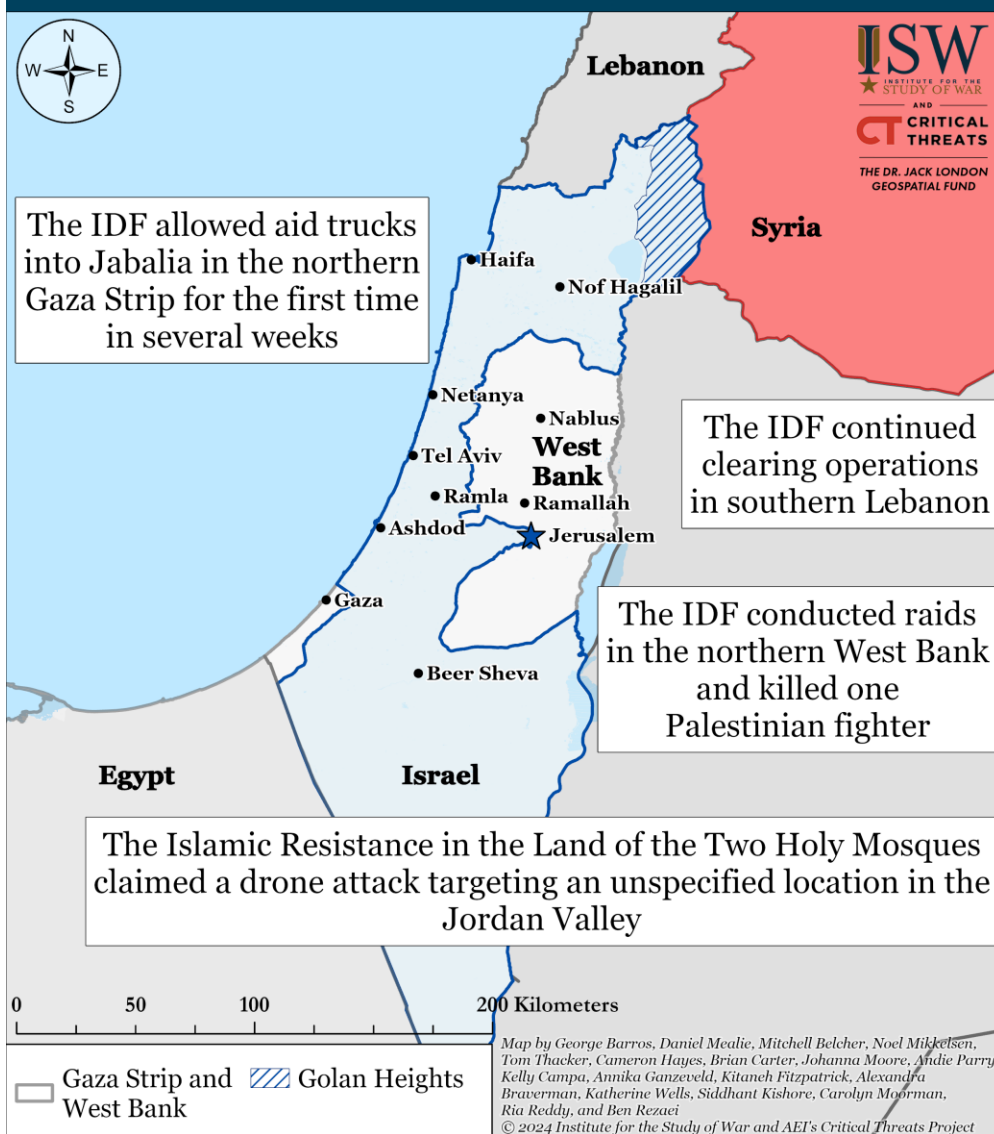 N
W E
S
ISW
INSTITUTE FOR THE
STUDY OF WAR
AND
CT CRITICAL
THREATS
THE DR. JACK LONDON
GEOSPATIAL FUND
Lebanon
Syria
The IDF allowed aid trucks
into Jabalia in the northern
Gaza Strip for the first time
in several weeks
Haifa
Nof Hagalil
Netanya
Nablus
West
Bank
Tel Aviv
Ramla
Ramallah
Ashdod
Jerusalem
The IDF continued
clearing operations
in southern Lebanon
Gaza
The IDF conducted raids
in the northern West Bank
and killed one
Palestinian fighter
Beer Sheva
Egypt
Israel
The Islamic Resistance in the Land of the Two Holy Mosques
claimed a drone attack targeting an unspecified location in the
Jordan Valley
0 50 100 200 Kilometers
Gaza Strip and
West Bank
Golan Heights
Map by George Barros, Daniel Mealie, Mitchell Belcher, Noel Mikkelsen,
Tom Thacker, Cameron Hayes, Brian Carter, Johanna Moore, Andie Parry,
Kelly Campa, Annika Ganzeveld, Kitaneh Fitzpatrick, Alexandra
Braverman, Katherine Wells, Siddhant Kishore, Carolyn Moorman,
Ria Reddy, and Ben Rezaei
© 2024 Institute for the Study of War and AEI's Critical Threats Project